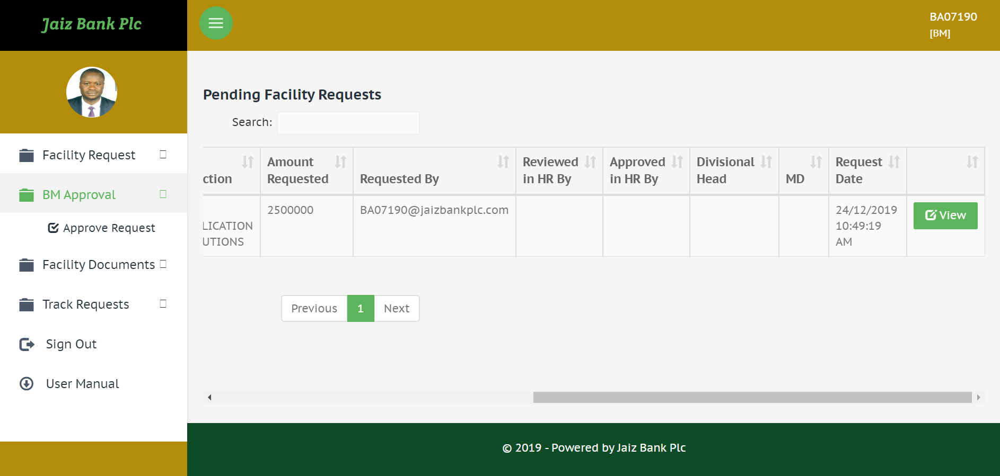 Jaiz Bank Plc
BA07190
[BM]
Facility Request
BM Approval
Approve Request
Facility Documents
Track Requests
Sign Out
User Manual
Pending Facility Requests
Search:
ction
Amount
Requested
Requested By
Reviewed
in HR By
Approved
in HR By
Divisional
Head
MD
Request
Date
LICATION
UTIONS
2500000
BA07190@jaizbankplc.com
24/12/2019
10:49:19
AM
View
Previous 1 Next
© 2019 - Powered by Jaiz Bank Plc